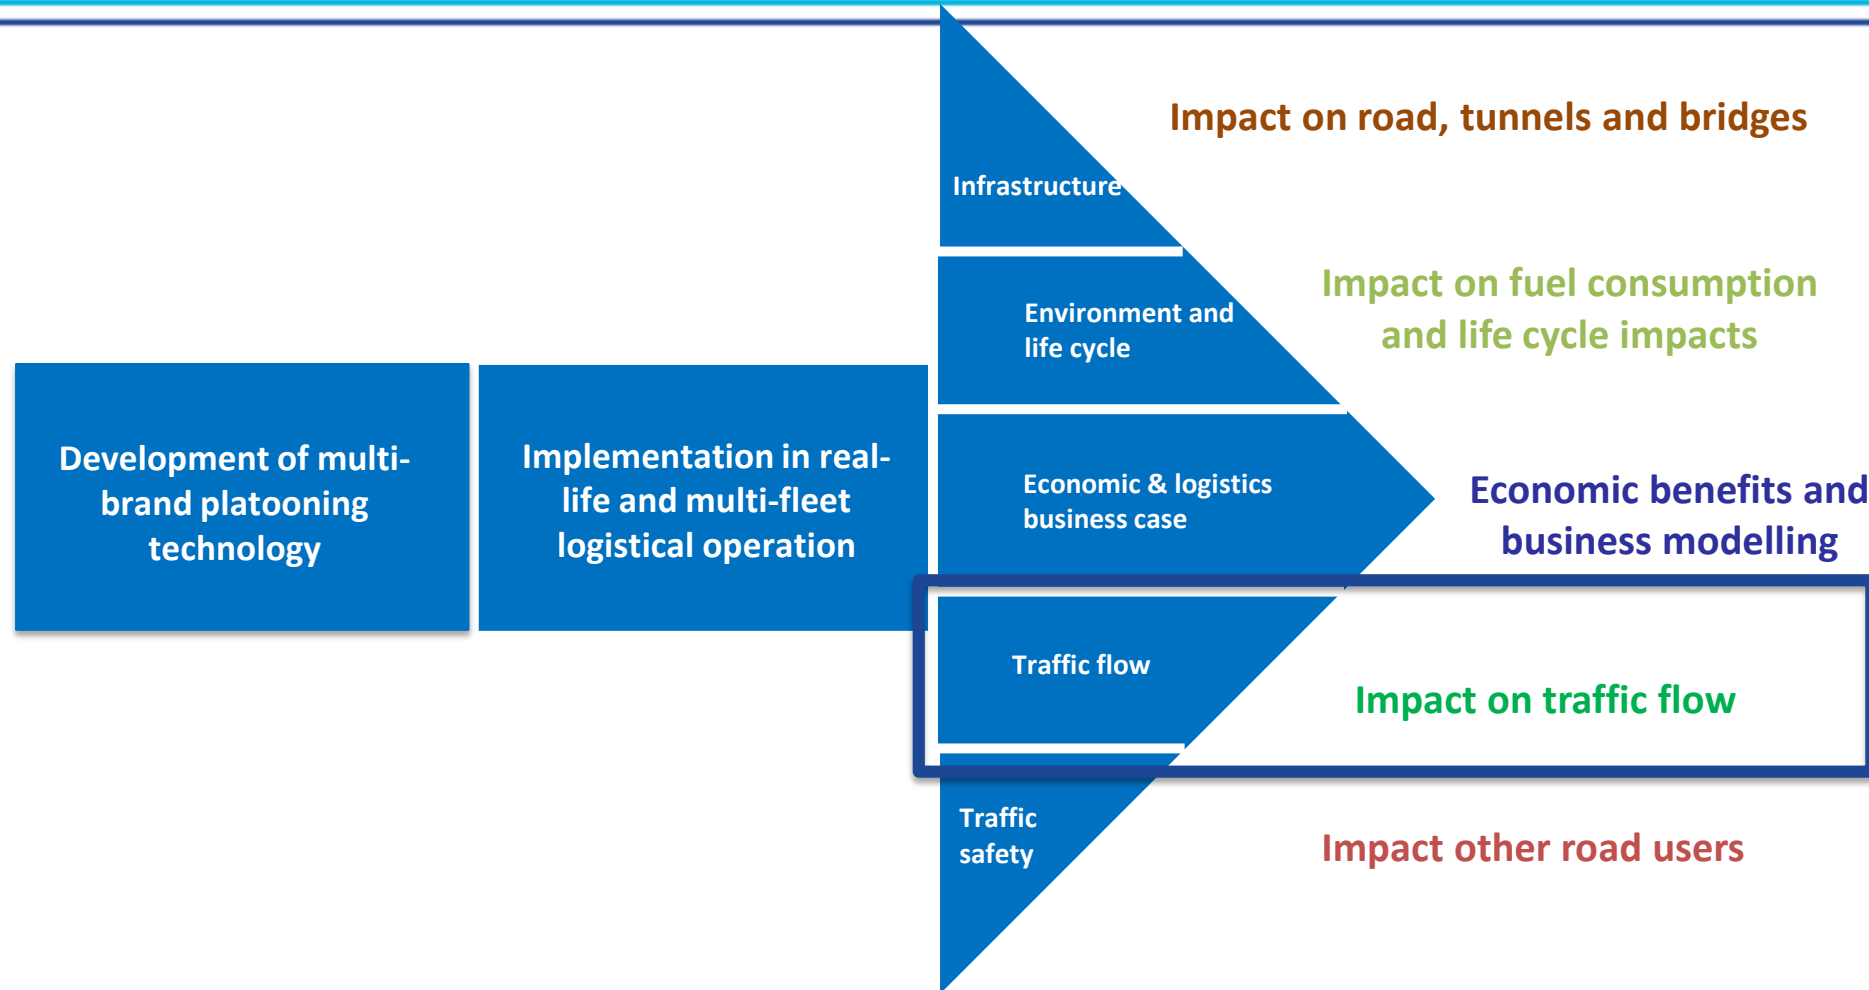 Impact on road, tunnels and bridges
Infrastructure
Impact on fuel consumption
and life cycle impacts
Environment and
life cycle
Development of multi-
brand platooning
technology
Implementation in real-
life and multi-fleet
logistical operation
Economic & logistics
business case
Economic benefits and
business modelling
Traffic flow
Impact on traffic flow
Traffic
safety
Impact other road users